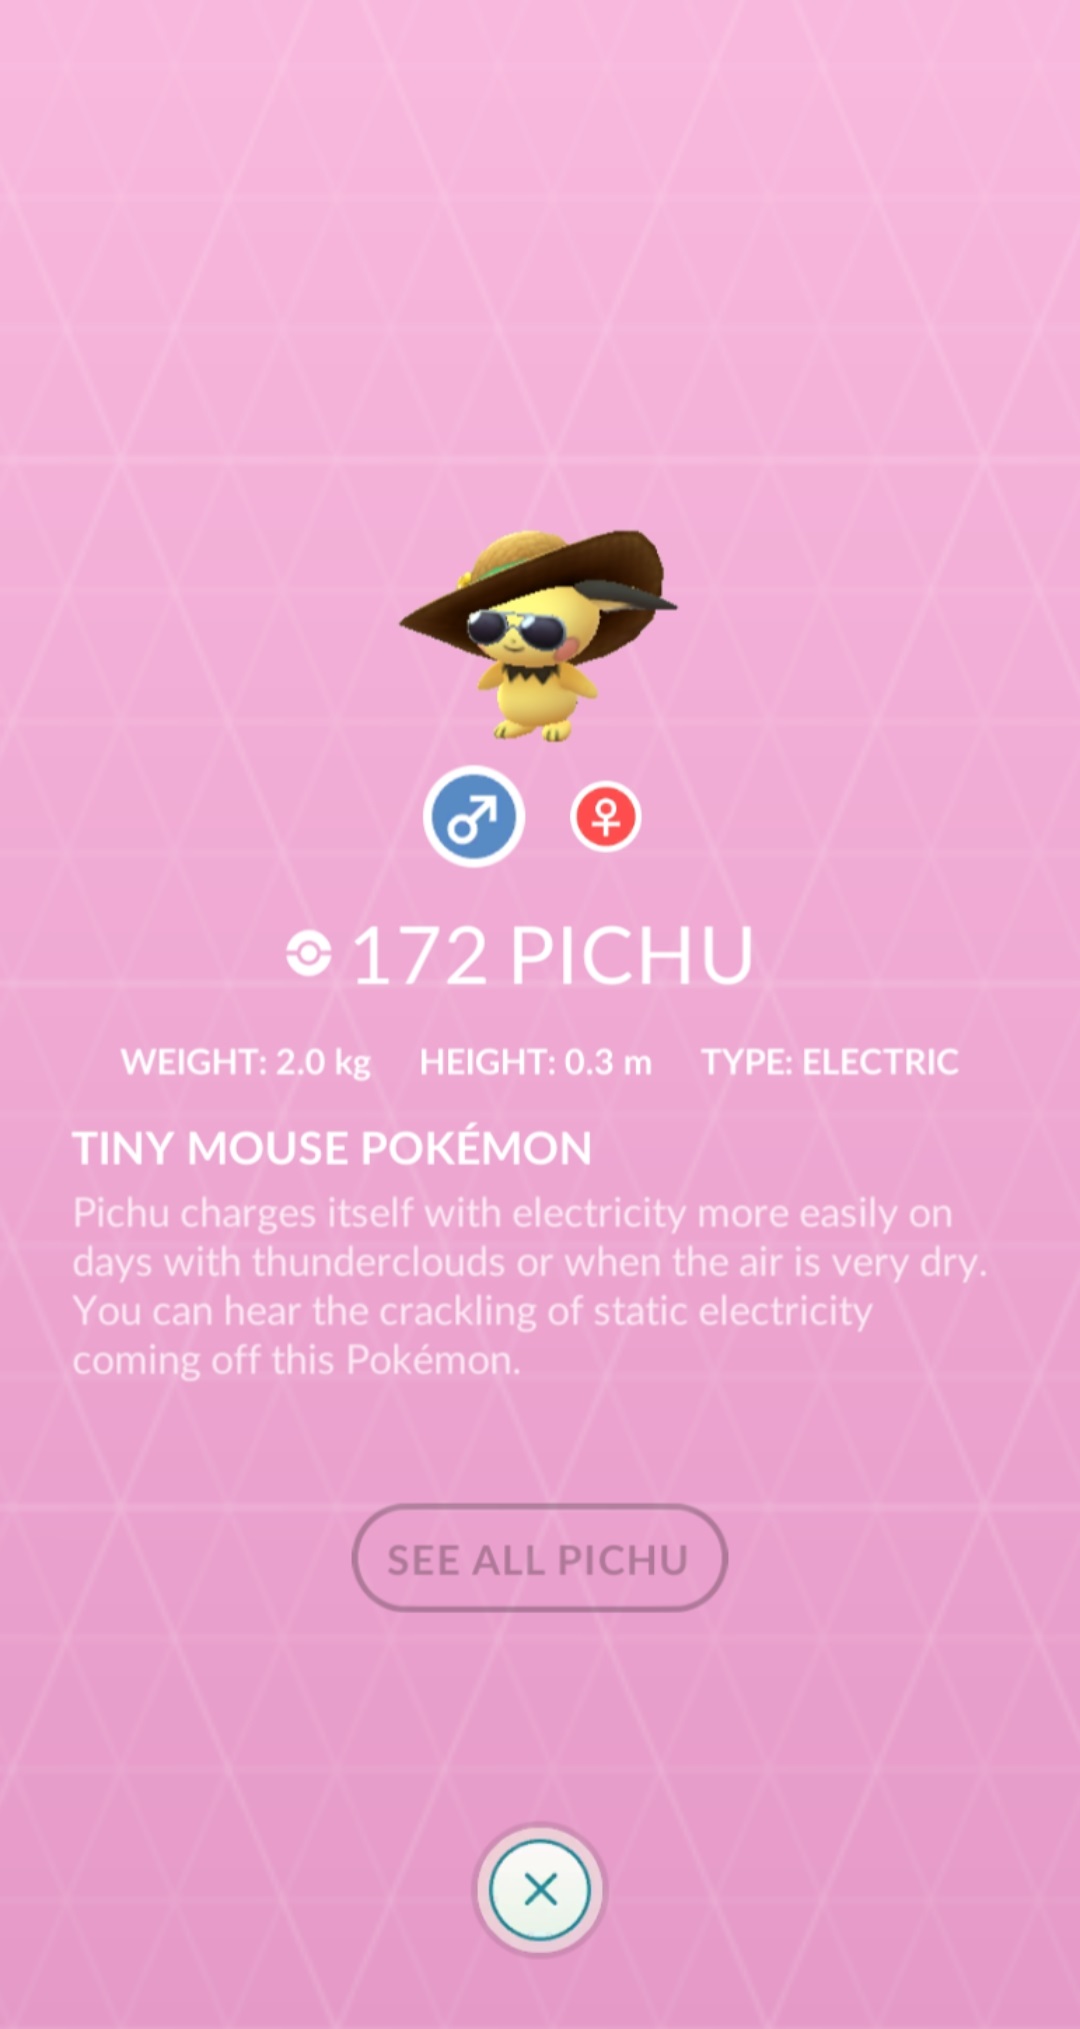 172 PICHU
WEIGHT: 2.0 kg HEIGHT: 0.3 m TYPE: ELECTRIC
TINY MOUSE POKÉMON
Pichu charges itself with electricity more easily on
days with thunderclouds or when the air is very dry.
You can hear the crackling of static electricity
coming off this Pokémon.
SEE ALL PICHU